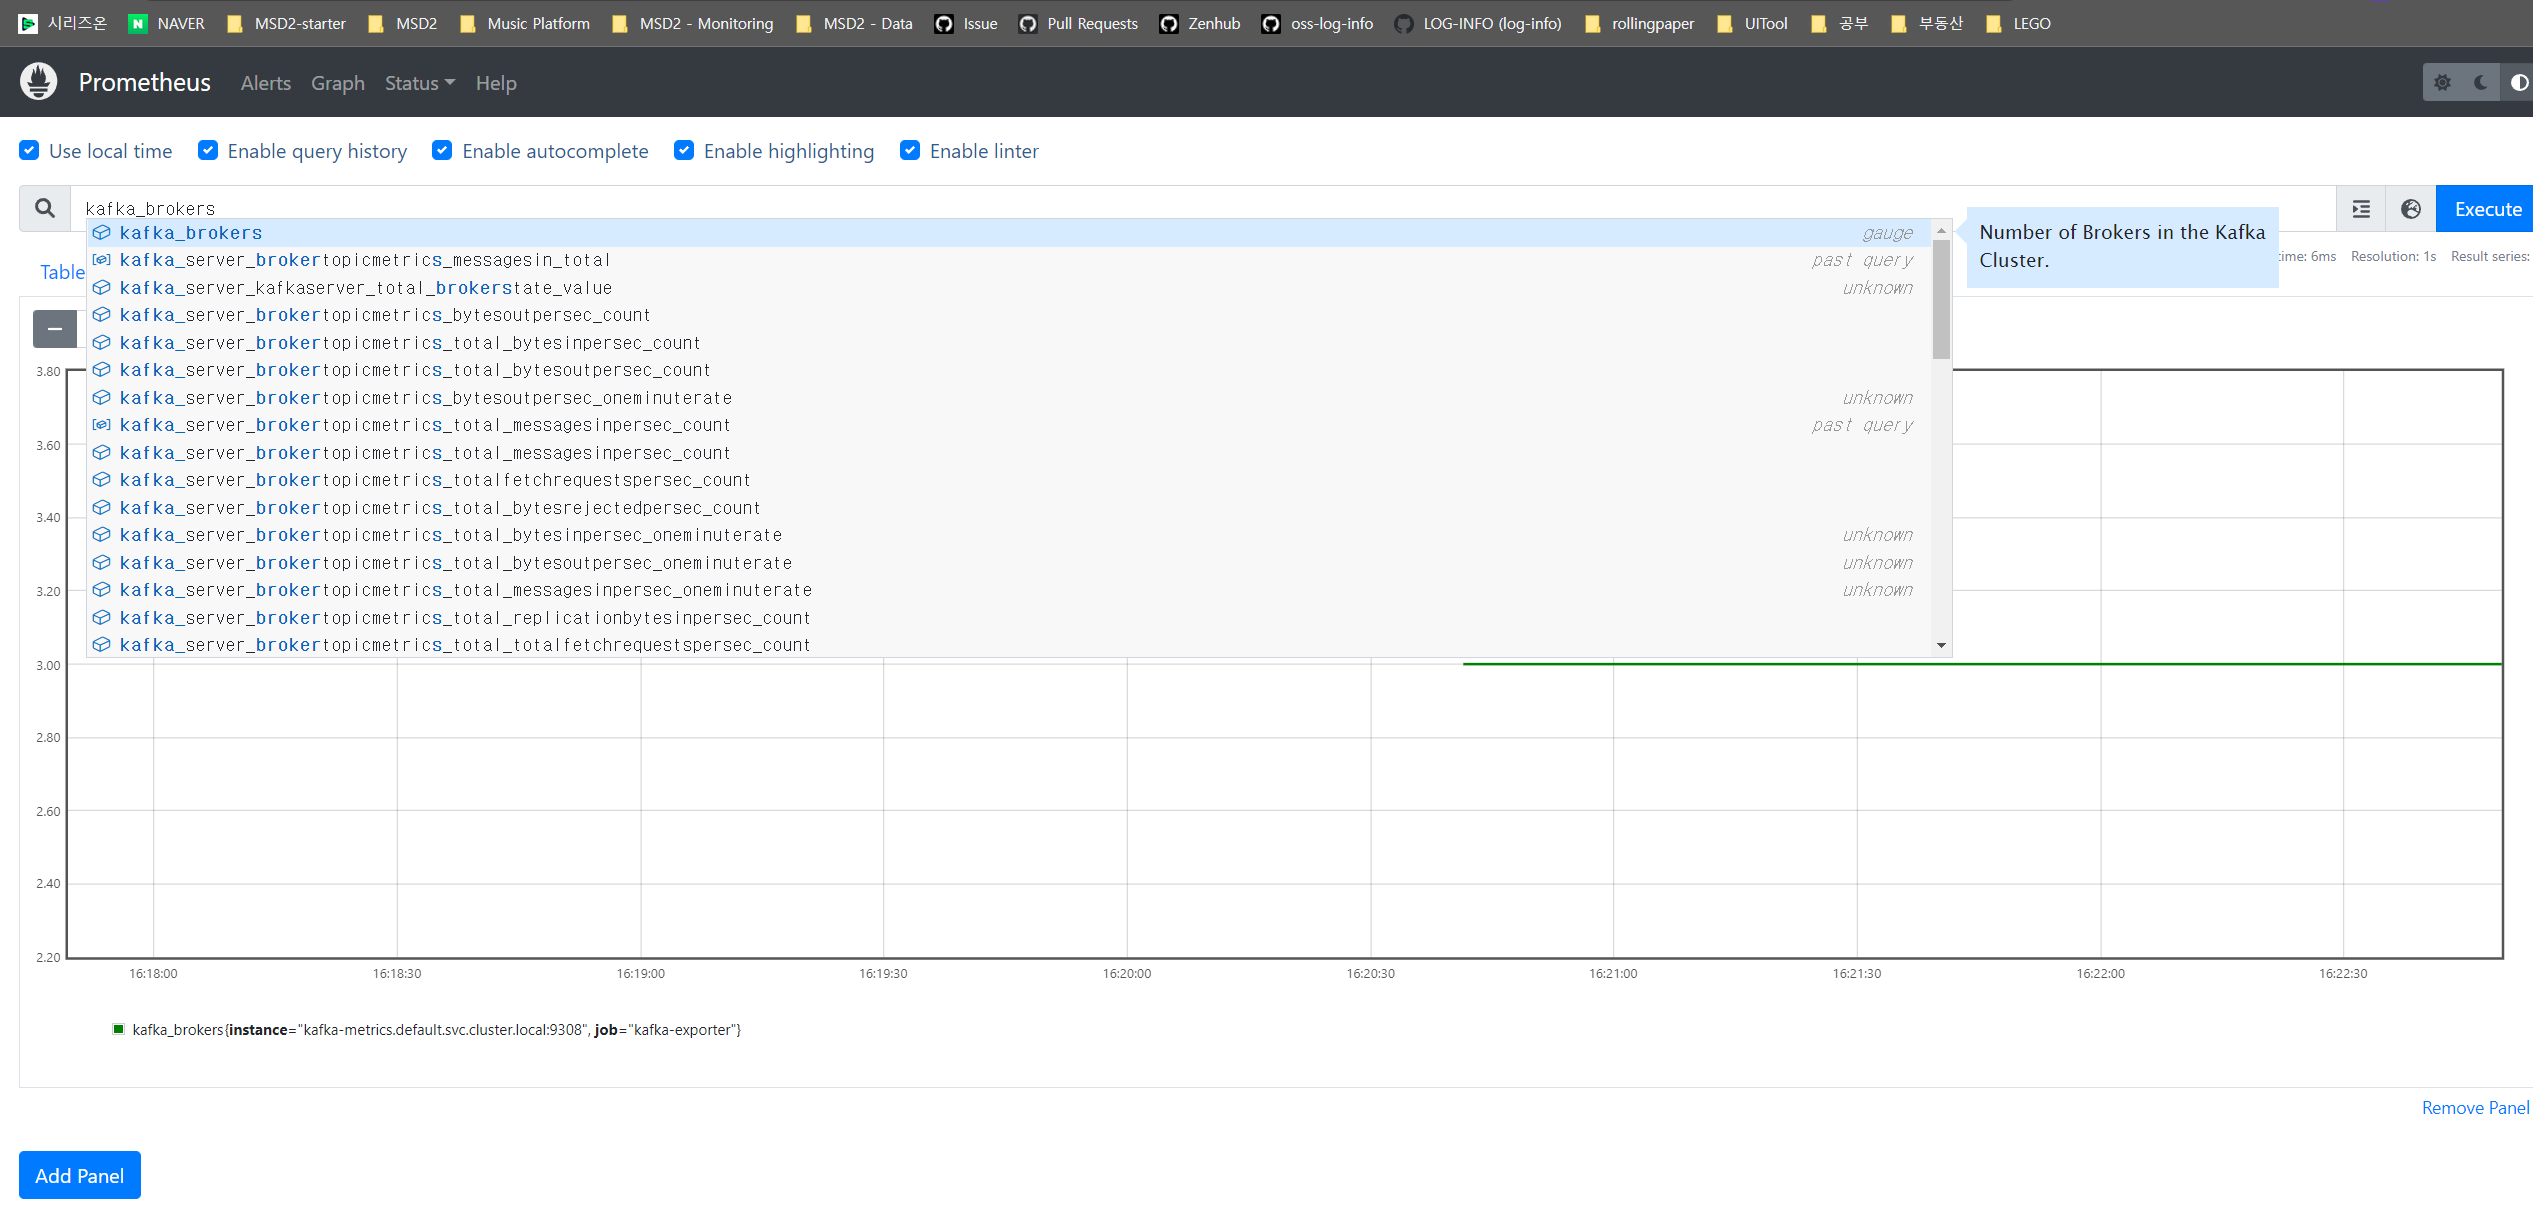 시리즈온 NAVER MSD2-starter MSD2 Music Platform MSD2 - Monitoring MSD2 - Data Issue Pull Requests Zenhub oss-log-info LOG-INFO (log-info) rollingpaper UITool 공부 부동산 LEGO
Prometheus Alerts Graph Status Help
Use local time Enable query history Enable autocomplete Enable highlighting Enable linter
kafka_brokers Execute
kafka_brokers gauge
kafka_server_brokertopicmetrics_messagesin_total past query
kafka_server_kafkaserver_total_brokerstate_value unknown
kafka_server_brokertopicmetrics_bytesoutpersec_count
kafka_server_brokertopicmetrics_total_bytesinpersec_count
kafka_server_brokertopicmetrics_total_bytesoutpersec_count
kafka_server_brokertopicmetrics_bytesoutpersec_oneminuterate unknown
kafka_server_brokertopicmetrics_total_messagesinpersec_count past query
kafka_server_brokertopicmetrics_total_messagesinpersec_count
kafka_server_brokertopicmetrics_totalfetchrequestspersec_count
kafka_server_brokertopicmetrics_total_bytesrejectedpersec_count
kafka_server_brokertopicmetrics_total_bytesinpersec_oneminuterate unknown
kafka_server_brokertopicmetrics_total_bytesoutpersec_oneminuterate unknown
kafka_server_brokertopicmetrics_total_messagesinpersec_oneminuterate unknown
kafka_server_brokertopicmetrics_total_replicationbytesinpersec_count
kafka_server_brokertopicmetrics_total_totalfetchrequestspersec_count
Number of Brokers in the Kafka
Cluster.
Table
time: 6ms Resolution: 1s Result series:
3.80
3.60
3.40
3.20
3.00
2.80
2.60
2.40
2.20
16:18:00 16:18:30 16:19:00 16:19:30 16:20:00 16:20:30 16:21:00 16:21:30 16:22:00 16:22:30
kafka_brokers{instance="kafka-metrics.default.svc.cluster.local:9308", job="kafka-exporter"}
Remove Panel
Add Panel